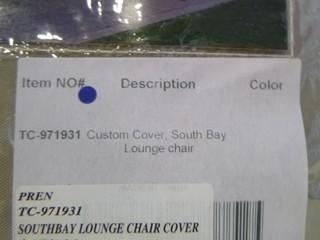 Item NO# Description Color
TC-971931 Custom Cover, South Bay
Lounge chair
PREN
TC-971931
SOUTHBAY LOUNGE CHAIR COVER